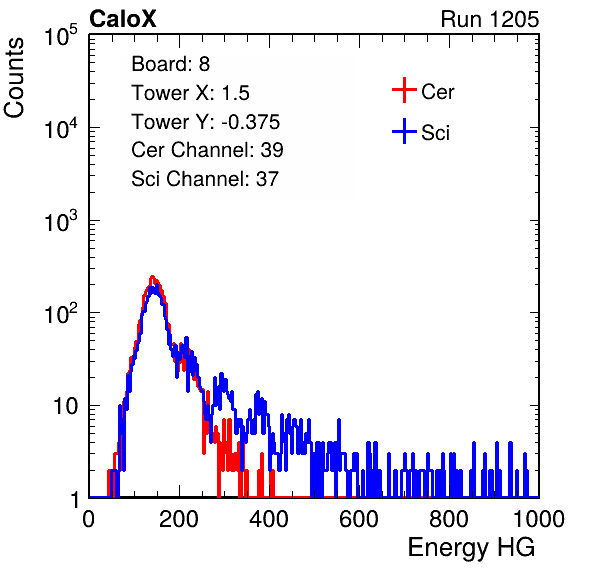 CaloX Run 1205
Counts
10^5
10^4
10^3
10^2
10
1
Board: 8
Tower X: 1.5
Tower Y: -0.375
Cer Channel: 39
Sci Channel: 37
Cer
Sci
0 200 400 600 800 1000
Energy HG